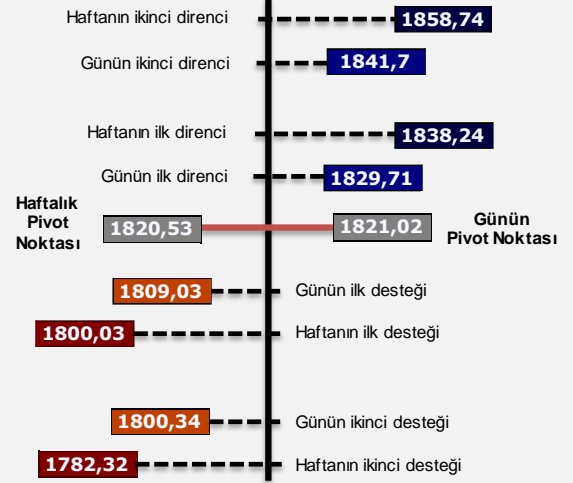 Haftanın ikinci direnci 1858,74
Günün ikinci direnci 1841,7
Haftanın ilk direnci 1838,24
Günün ilk direnci 1829,71
Haftalık
Pivot
Noktası
1820,53 1821,02
Günün
Pivot Noktası
1809,03 Günün ilk desteği
1800,03 Haftanın ilk desteği
1800,34 Günün ikinci desteği
1782,32 Haftanın ikinci desteği